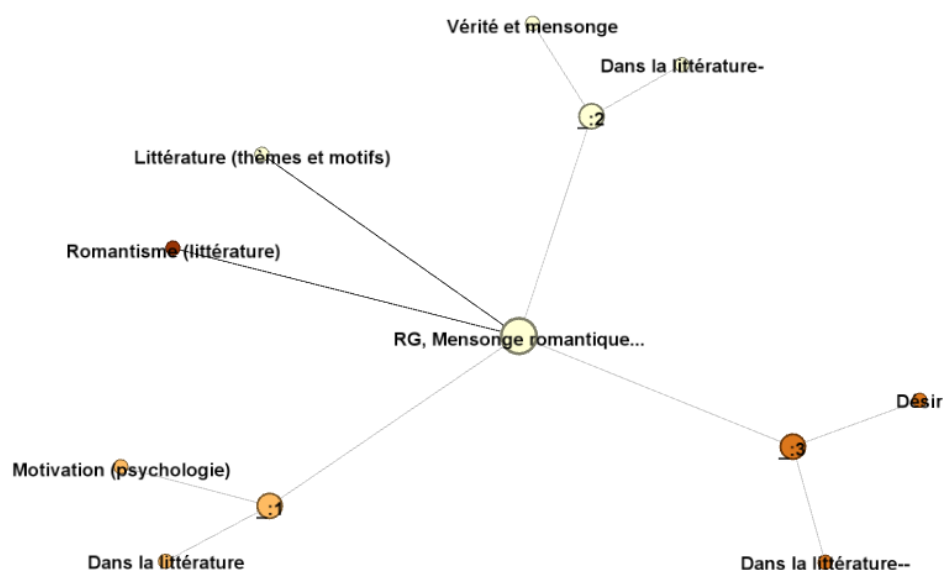 Vérité et mensonge
Dans la littérature-
_:2
Littérature (thèmes et motifs)
Romantisme (littérature)
RG, Mensonge romantique...
Désir
_:3
Motivation (psychologie)
_:1
Dans la littérature
Dans la littérature--